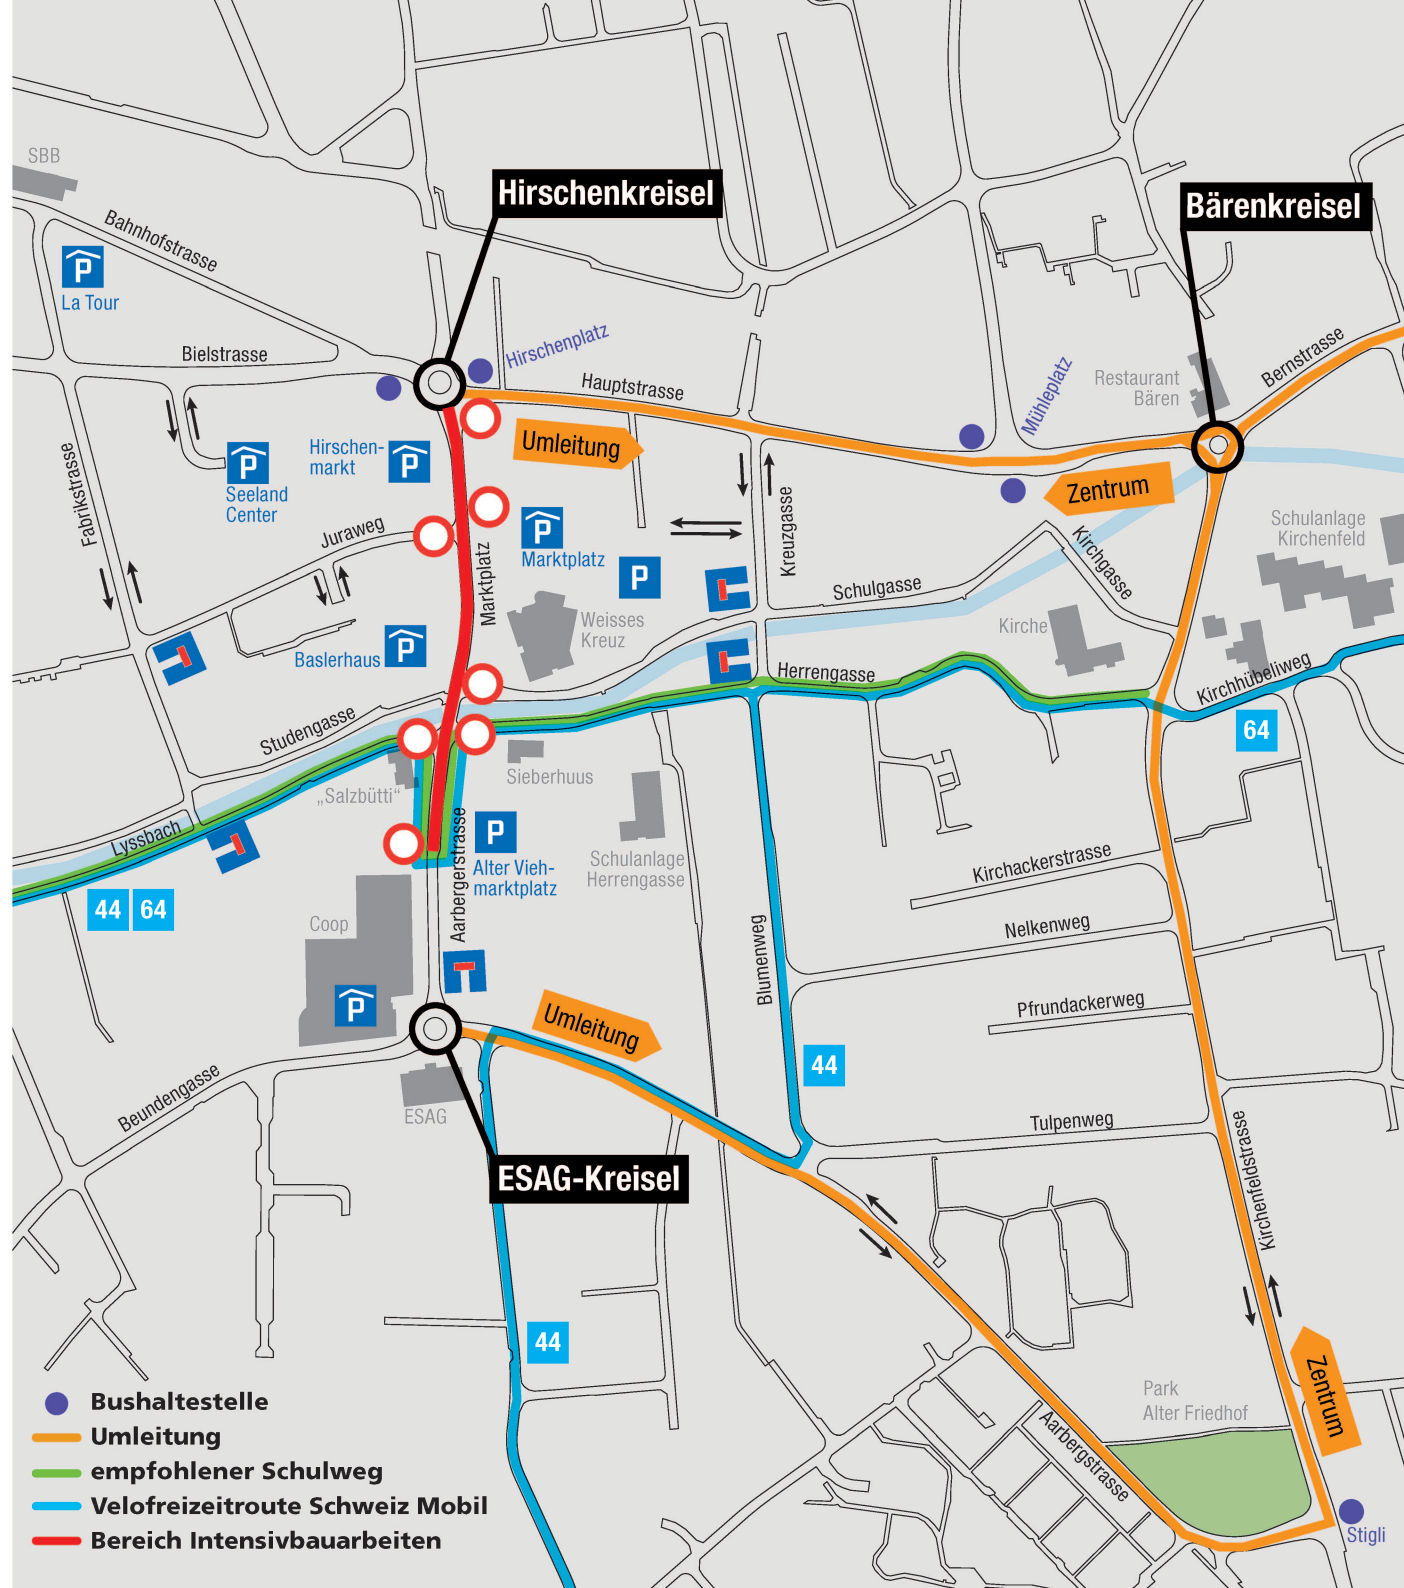 SBB
Hirschenkreisel
Bärenkreisel
Bahnhofstrasse
P
La Tour
Bielstrasse
Hirschenplatz
Hauptstrasse
Mühleplatz
Restaurant
Bären
Bernstrasse
Fabrikstrasse
P
Seeland
Center
Hirschen-
markt
P
Umleitung
Zentrum
Juraweg
Marktplatz
P
Marktplatz
P
Kreuzgasse
Kirchgasse
Schulanlage
Kirchenfeld
Schulgasse
Weisses
Kreuz
Kirche
Baslerhaus
P
Herrengasse
Kirchhübeliweg
64
Studengasse
Sieberhuus
„Salzbütti“
Lyssbach
P
Alter Vieh-
marktplatz
Aarbergerstrasse
Schulanlage
Herrengasse
Kirchackerstrasse
44
64
Coop
P
Blumenweg
Nelkenweg
Pfrundackerweg
Umleitung
44
Beundengasse
ESAG
Tulpenweg
ESAG-Kreisel
Kirchenfeldstrasse
44
Zentrum
Park
Alter Friedhof
Aarbergstrasse
Stigli
Bushaltestelle
Umleitung
empfohlener Schulweg
Velofreizeitroute Schweiz Mobil
Bereich Intensivbauarbeiten